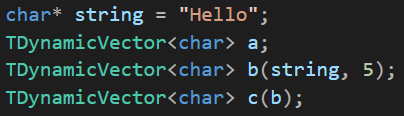 char* string = "Hello";
TDynamicVector<char> a;
TDynamicVector<char> b(string, 5);
TDynamicVector<char> c(b);